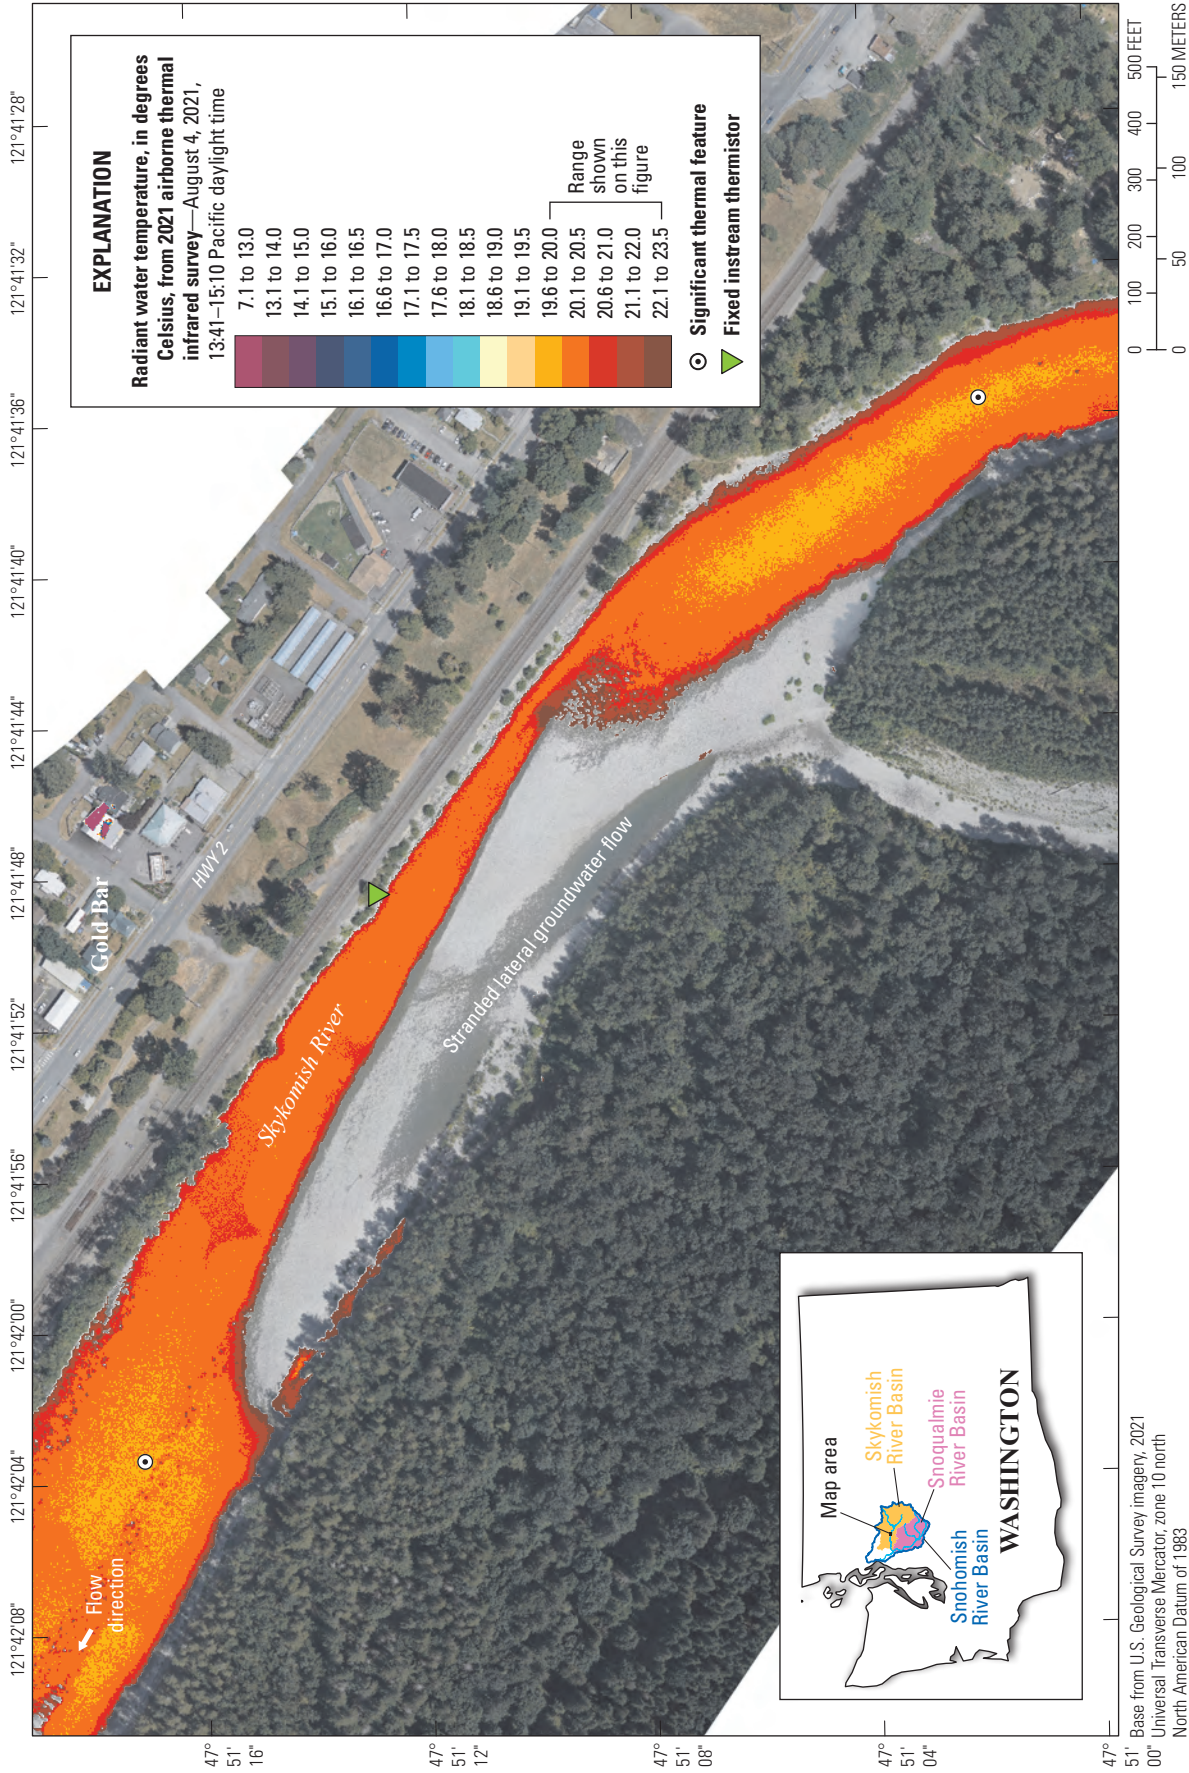 121°42'08"
121°42'04"
121°42'00"
121°41'56"
121°41'52"
121°41'48"
121°41'44"
121°41'40"
121°41'36"
121°41'32"
121°41'28"
47°
51'
16"
47°
51'
12"
47°
51'
08"
47°
51'
04"
47°
51'
00"
Flow
direction
Gold Bar
HWY 2
Skykomish River
Stranded lateral groundwater flow
EXPLANATION
Radiant water temperature, in degrees
Celsius, from 2021 airborne thermal
infrared survey—August 4, 2021,
13:41–15:10 Pacific daylight time
7.1 to 13.0
13.1 to 14.0
14.1 to 15.0
15.1 to 16.0
16.1 to 16.5
16.6 to 17.0
17.1 to 17.5
17.6 to 18.0
18.1 to 18.5
18.6 to 19.0
19.1 to 19.5
19.6 to 20.0
20.1 to 20.5
20.6 to 21.0
21.1 to 22.0
22.1 to 23.5
Range
shown
on this
figure
Significant thermal feature
Fixed instream thermistor
Map area
Skykomish
River Basin
Snoqualmie
River Basin
Snohomish
River Basin
WASHINGTON
Base from U.S. Geological Survey imagery, 2021
Universal Transverse Mercator, zone 10 north
North American Datum of 1983
0 100 200 300 400 500 FEET
0 50 100 150 METERS